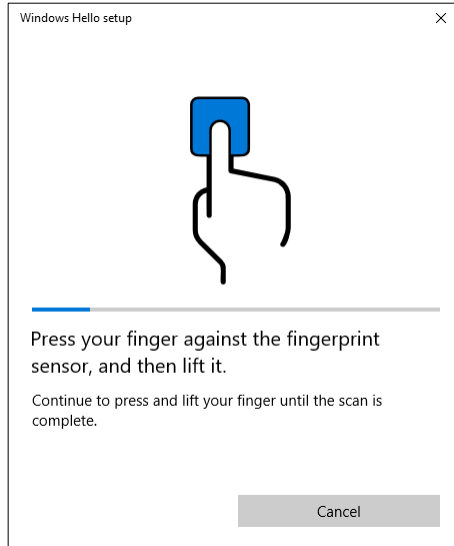 Windows Hello setup
Press your finger against the fingerprint
sensor, and then lift it.
Continue to press and lift your finger until the scan is
complete.
Cancel